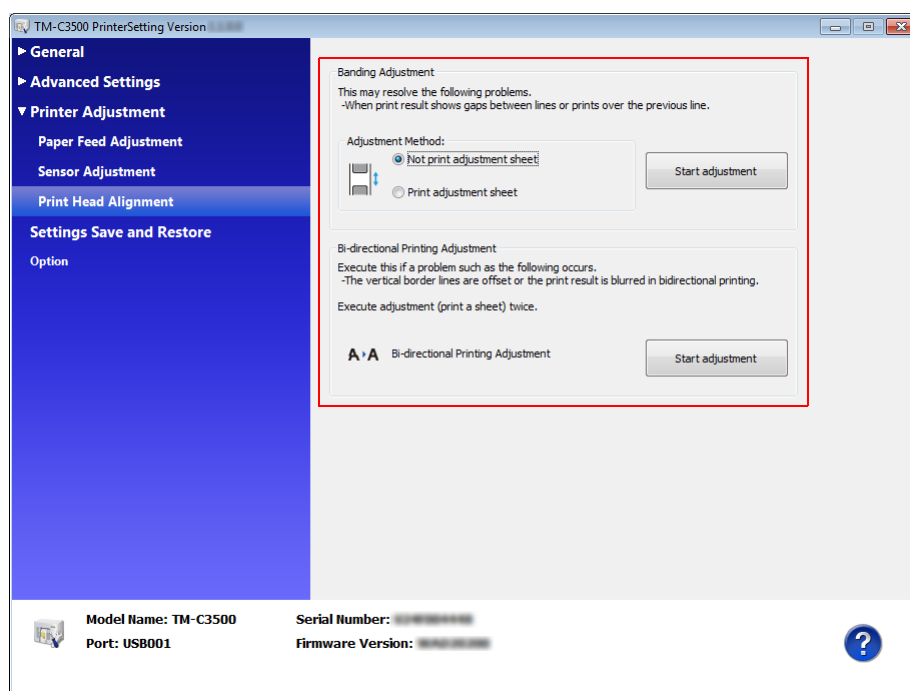 TM-C3500 PrinterSetting Version
General
Advanced Settings
Printer Adjustment
Paper Feed Adjustment
Sensor Adjustment
Print Head Alignment
Settings Save and Restore
Option
Banding Adjustment
This may resolve the following problems.
-When print result shows gaps between lines or prints over the previous line.
Adjustment Method:
Not print adjustment sheet
Print adjustment sheet
Start adjustment
Bi-directional Printing Adjustment
Execute this if a problem such as the following occurs.
-The vertical border lines are offset or the print result is blurred in bidirectional printing.
Execute adjustment (print a sheet) twice.
A A Bi-directional Printing Adjustment
Start adjustment
Model Name: TM-C3500
Serial Number:
Port: USB001
Firmware Version:
?